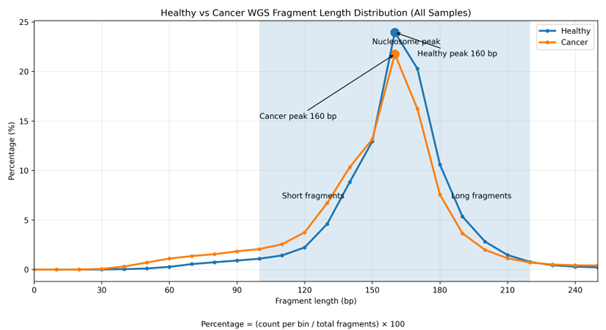 Healthy vs Cancer WGS Fragment Length Distribution (All Samples)
Healthy
Cancer
Nucleosome peak
Healthy peak 160 bp
Cancer peak 160 bp
Short fragments
Long fragments
Percentage (%)
25
20
15
10
5
0
0 30 60 90 120 150 180 210 240
Fragment length (bp)
Percentage = (count per bin / total fragments) × 100